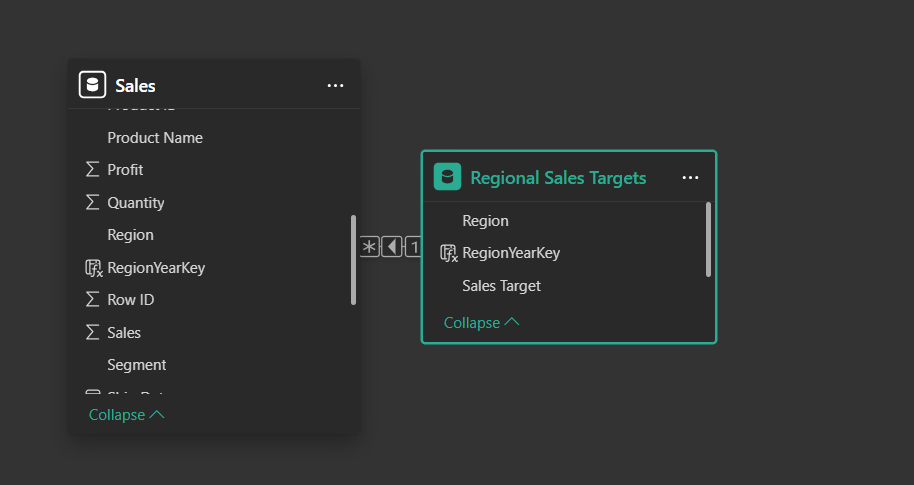 Sales
Product Name
Profit
Quantity
Region
RegionYearKey
Row ID
Sales
Segment
Collapse
* 1
Regional Sales Targets
Region
RegionYearKey
Sales Target
Collapse